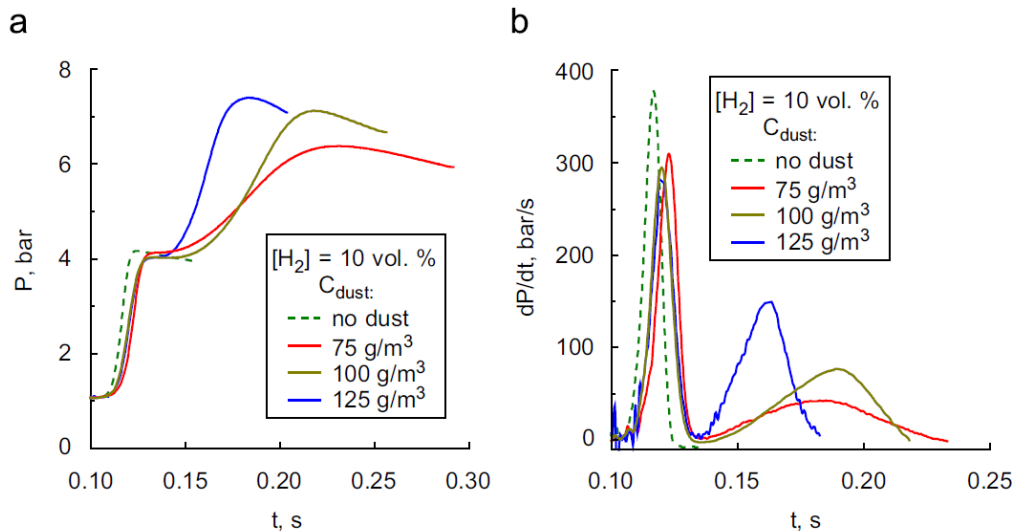 a
8
6
4
2
0
P, bar
0.10
0.15
0.20
0.25
0.30
t, s
[H₂] = 10 vol. %
C_dust:
no dust
75 g/m³
100 g/m³
125 g/m³
b
400
300
200
100
0
dP/dt, bar/s
0.10
0.15
0.20
0.25
t, s
[H₂] = 10 vol. %
C_dust:
no dust
75 g/m³
100 g/m³
125 g/m³